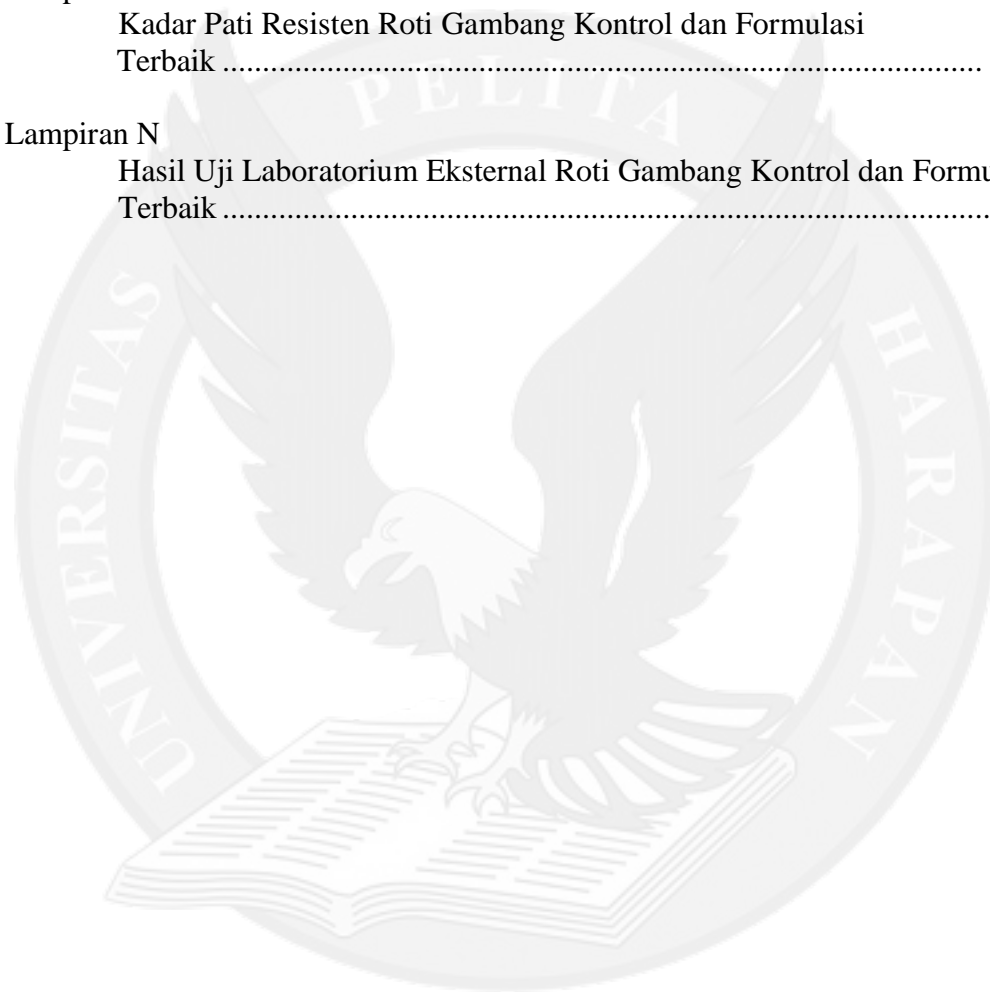 Kadar Pati Resisten Roti Gambang Kontrol dan Formulasi
Terbaik ................................................................................................
Lampiran N
Hasil Uji Laboratorium Eksternal Roti Gambang Kontrol dan
Terbaik ................................................................................................
UNIVERSITAS PELITA HARAPAN